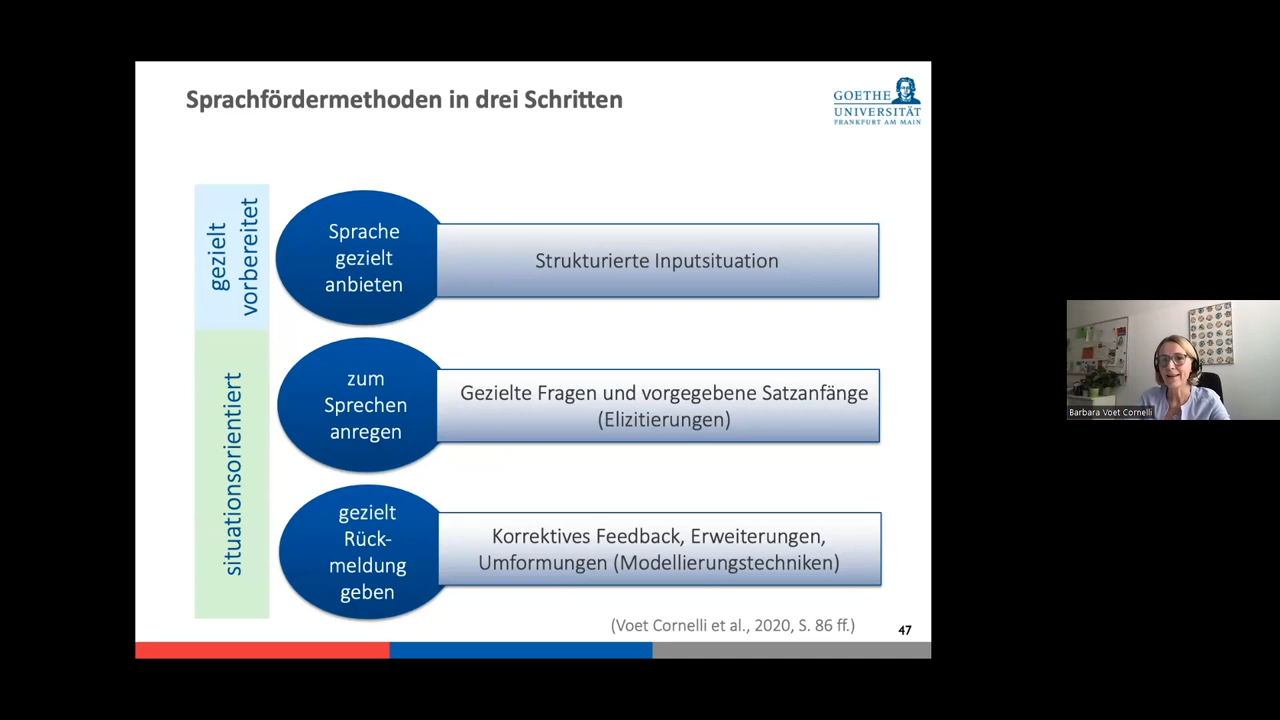 Sprachfördermethoden in drei Schritten
GOETHE
UNIVERSITÄT
FRANKFURT AM MAIN
gezielt
vorbereitet
Sprache
gezielt
anbieten
Strukturierte Inputsituation
situationsorientiert
zum
Sprechen
anregen
Gezielte Fragen und vorgegebene Satzanfänge
(Elizitierungen)
gezielt
Rück-
meldung
geben
Korrektives Feedback, Erweiterungen,
Umformungen (Modellierungstechniken)
(Voet Cornelli et al., 2020, S. 86 ff.)
47
Barbara Voet Cornelli